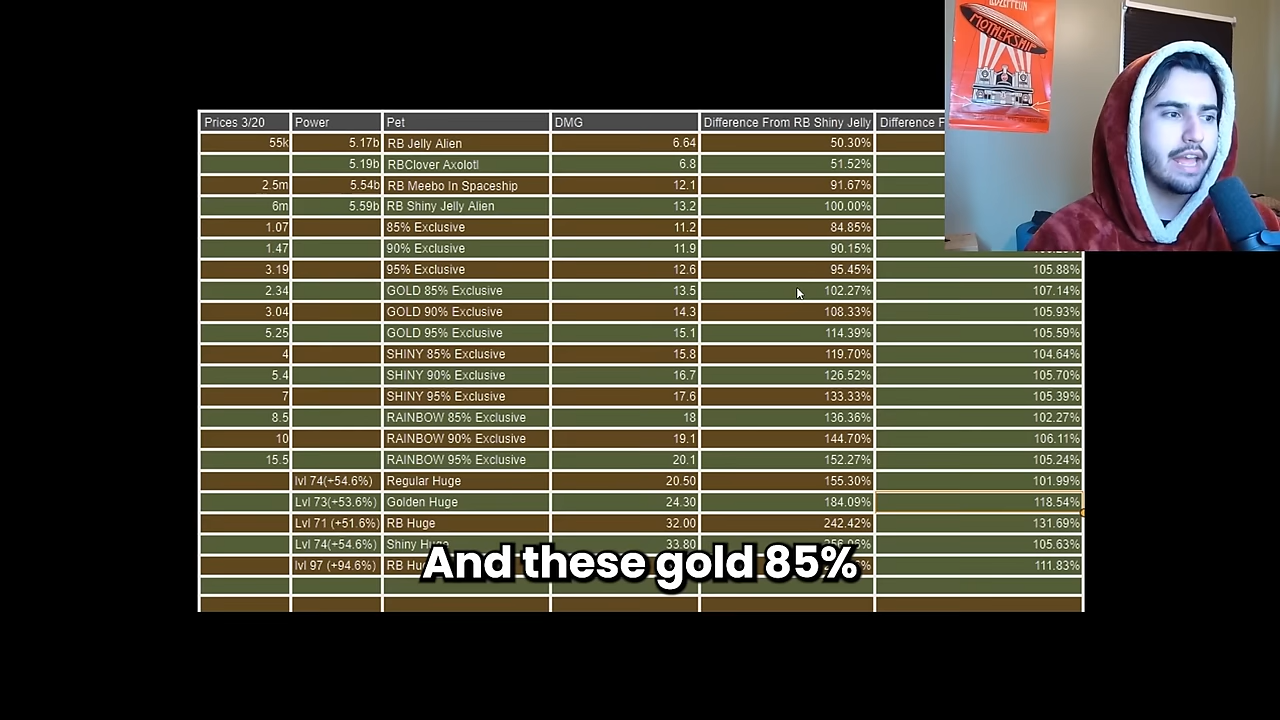 LED ZEPPELIN
MOTHERSHIP
Prices 3/20 Power Pet DMG Difference From RB Shiny Jelly Difference F
55k 5.17b RB Jelly Alien 6.64 50.30%
5.19b RBClover Axolotl 6.8 51.52%
2.5m 5.54b RB Meebo In Spaceship 12.1 91.67%
6m 5.59b RB Shiny Jelly Alien 13.2 100.00%
1.07 85% Exclusive 11.2 84.85%
1.47 90% Exclusive 11.9 90.15%
3.19 95% Exclusive 12.6 95.45% 105.88%
2.34 GOLD 85% Exclusive 13.5 102.27% 107.14%
3.04 GOLD 90% Exclusive 14.3 108.33% 105.93%
5.25 GOLD 95% Exclusive 15.1 114.39% 105.59%
4 SHINY 85% Exclusive 15.8 119.70% 104.64%
5.4 SHINY 90% Exclusive 16.7 126.52% 105.70%
7 SHINY 95% Exclusive 17.6 133.33% 105.39%
8.5 RAINBOW 85% Exclusive 18 136.36% 102.27%
10 RAINBOW 90% Exclusive 19.1 144.70% 106.11%
15.5 RAINBOW 95% Exclusive 20.1 152.27% 105.24%
lvl 74(+54.6%) Regular Huge 20.50 155.30% 101.99%
Lvl 73(+53.6%) Golden Huge 24.30 184.09% 118.54%
Lvl 71 (+51.6%) RB Huge 32.00 242.42% 131.69%
Lvl 74(+54.6%) Shiny Huge 33.80 256.06% 105.63%
lvl 97 (+94.6%) RB 111.83%
And these gold 85%